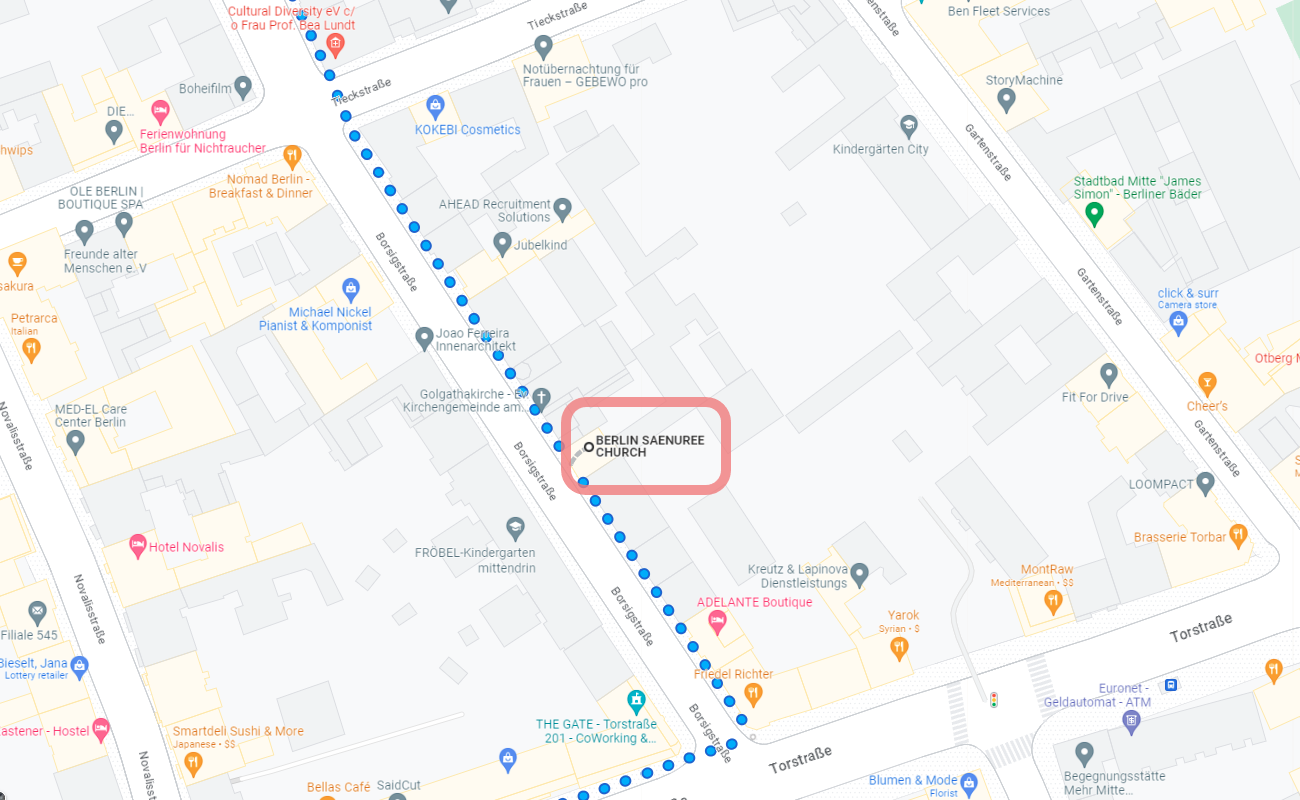 Cultural Diversity eV c/
o Frau Prof. Bea Lundt
Tieckstraße
Ben Fleet Services
Gartenstraße
Notübernachtung für
Frauen – GEBEWO pro
Boheifilm
Tieckstraße
StoryMachine
DIE...
Ferienwohnung
Berlin für Nichtraucher
KOKEBI Cosmetics
Kindergärten City
Gartenstraße
Nomad Berlin -
Breakfast & Dinner
Stadtbad Mitte "James
Simon" - Berliner Bäder
OLE BERLIN |
BOUTIQUE SPA
AHEAD Recruitment
Solutions
Jubelkind
Borsigstraße
Freunde alter
Menschen e. V
Gartenstraße
Michael Nickel
Pianist & Komponist
click & surr
Camera store
Petrarca
Italian
Joao Ferreira
Innenarchitekt
Otberg
Fit For Drive
Golgathakirche - Ev.
Kirchengemeinde am...
Cheer's
MED-EL Care
Center Berlin
Novalisstraße
BERLIN SAENUREE
CHURCH
Gartenstraße
Borsigstraße
LOOMPACT
Hotel Novalis
FRÖBEL-Kindergarten
mittendrin
Brasserie Torbar
Kreutz & Lapinova
Dienstleistungs
MontRaw
Mediterranean • $$
Novalisstraße
ADELANTE Boutique
Borsigstraße
Yarok
Syrian • $
Torstraße
Filiale 545
Bieselt, Jana
Lottery retailer
Friedel Richter
Euronet -
Geldautomat - ATM
Borsigstraße
astener - Hostel
Smartdeli Sushi & More
Japanese • $$
THE GATE - Torstraße
201 - CoWorking &...
Torstraße
Bellas Café
SaidCut
Blumen & Mode
Florist
Begegnungsstätte
Mehr Mitte...